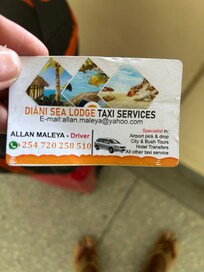 DIANI SEA LODGE TAXI SERVICES
E-mail:allan.maleya@yahoo.com
ALLAN MALEYA - Driver
+254 720 258 510
Specialist In:
Airport pick & drop
City & Bush Tours
Hotel Transfers
All other taxi service